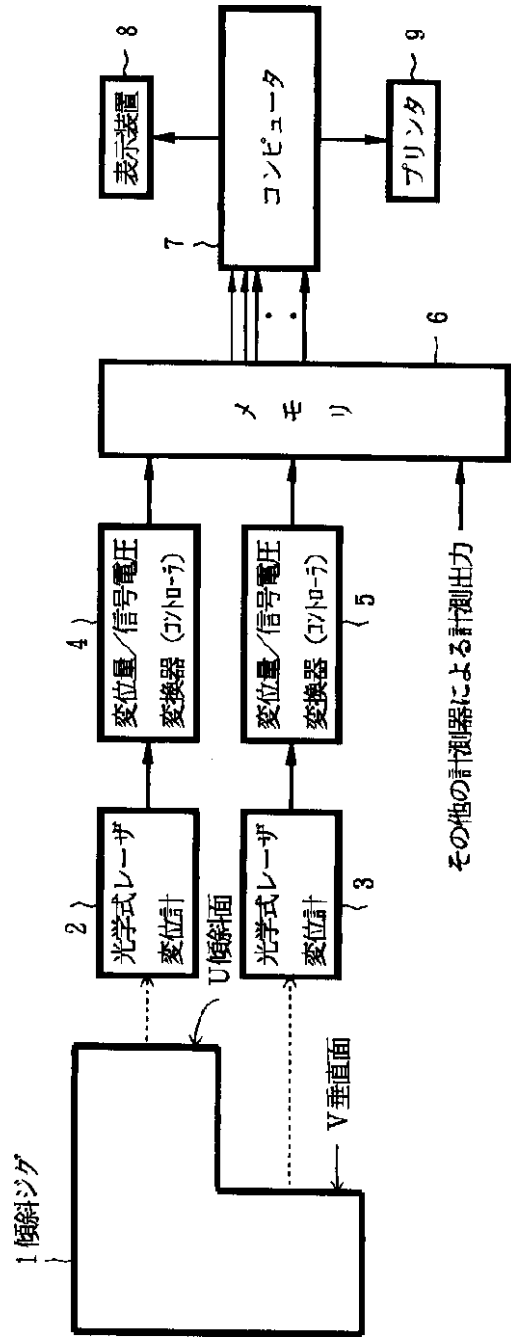 1傾斜ジグ
U傾斜面
V垂直面
2
光学式レーザ
変位計
光学式レーザ
変位計
3
4
変位量／信号電圧
変換器(コントローラ)
変位量／信号電圧
変換器(コントローラ)
5
その他の計測器による計測出力
メモリ
6
7
コンピュータ
表示装置
8
プリンタ
9